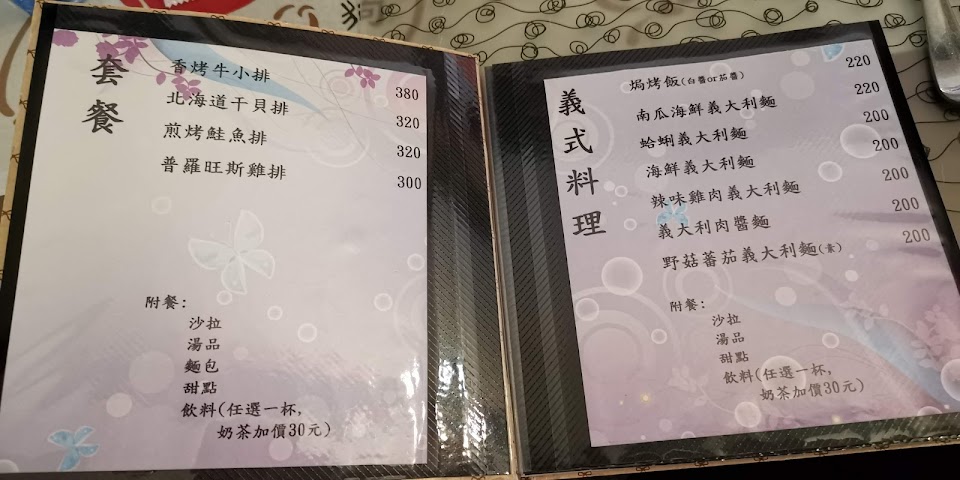 套餐
香烤牛小排 380
北海道干貝排 320
煎烤鮭魚排 320
普羅旺斯雞排 300
附餐:
沙拉
湯品
麵包
甜點
飲料(任選一杯,
奶茶加價30元)
義式料理
焗烤飯(白醬or茄醬) 220
南瓜海鮮義大利麵 220
蛤蜊義大利麵 200
海鮮義大利麵 200
辣味雞肉義大利麵 200
義大利肉醬麵 200
野菇蕃茄義大利麵(素) 200
附餐:
沙拉
湯品
甜點
飲料(任選一杯,
奶茶加價30元)